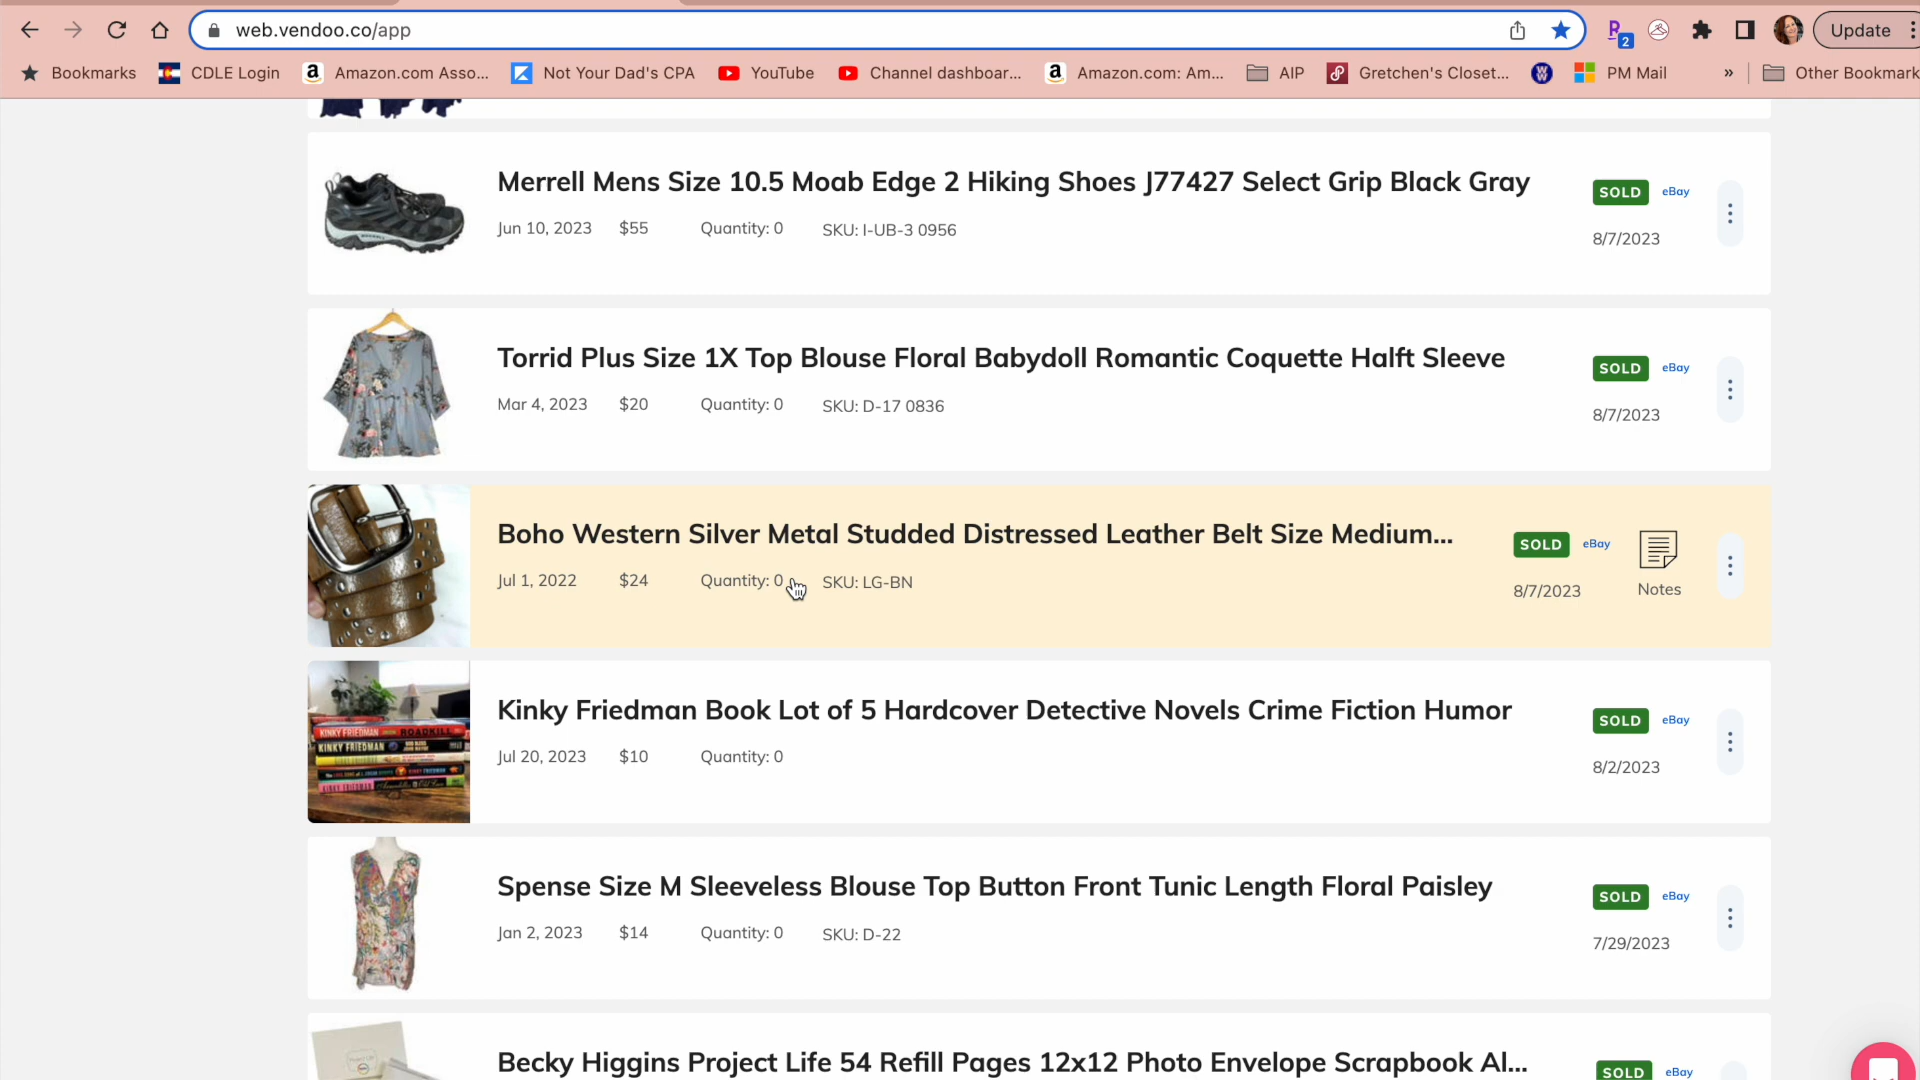 web.vendoo.co/app
2
Update
Bookmarks
CDLE Login
Amazon.com Asso...
Not Your Dad's CPA
YouTube
Channel dashboar...
Amazon.com: Am...
AIP
Gretchen's Closet...
PM Mail
»
Other Bookmark
Merrell Mens Size 10.5 Moab Edge 2 Hiking Shoes J77427 Select Grip Black Gray
Jun 10, 2023 $55 Quantity: 0 SKU: I-UB-3 0956
SOLD eBay
8/7/2023
Torrid Plus Size 1X Top Blouse Floral Babydoll Romantic Coquette Halft Sleeve
Mar 4, 2023 $20 Quantity: 0 SKU: D-17 0836
SOLD eBay
8/7/2023
Boho Western Silver Metal Studded Distressed Leather Belt Size Medium...
Jul 1, 2022 $24 Quantity: 0 SKU: LG-BN
SOLD eBay
8/7/2023
Notes
Kinky Friedman Book Lot of 5 Hardcover Detective Novels Crime Fiction Humor
Jul 20, 2023 $10 Quantity: 0
SOLD eBay
8/2/2023
KINKY FRIEDMAN ROADKILL
KINKY FRIEDMAN
Spense Size M Sleeveless Blouse Top Button Front Tunic Length Floral Paisley
Jan 2, 2023 $14 Quantity: 0 SKU: D-22
SOLD eBay
7/29/2023
Becky Higgins Project Life 54 Refill Pages 12x12 Photo Envelope Scrapbook Al...
SOLD eBay